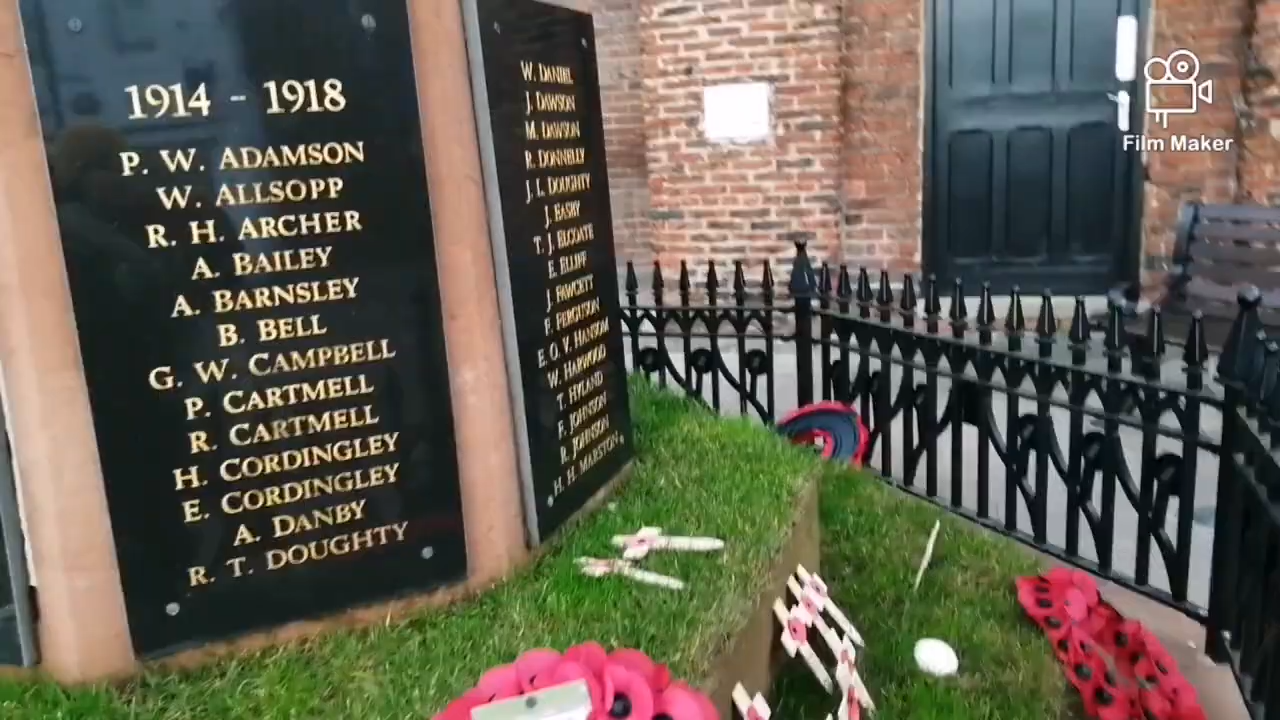 1914 - 1918
P. W. ADAMSON
W. ALLSOPP
R. H. ARCHER
A. BAILEY
A. BARNSLEY
B. BELL
G. W. CAMPBELL
P. CARTMELL
R. CARTMELL
H. CORDINGLEY
E. CORDINGLEY
A. DANBY
R. T. DOUGHTY
W. DANIEL
J. DAWSON
M. DAWSON
R. DONNELLY
J. L. DOUGHTY
J. EASBY
T. J. ELCOATE
E. ELLIFF
J. FAWCETT
F. FERGUSON
E. O. V. HANSOM
W. HARWOOD
T. HYLAND
F. JOHNSON
R. JOHNSON
H. H. MARSTON
Film Maker